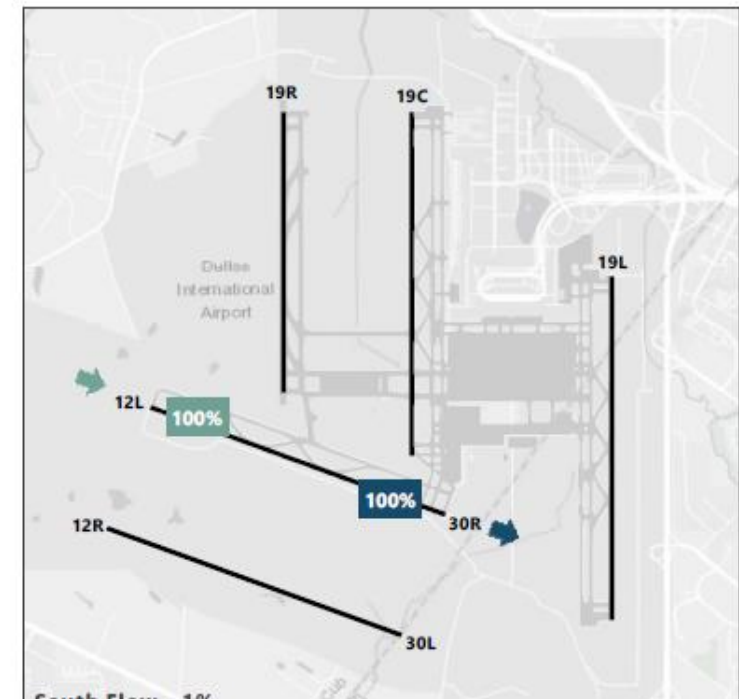 19R
19C
19L
Dulles
International
Airport
12L
100%
100%
30R
12R
30L
South Flow - 1%